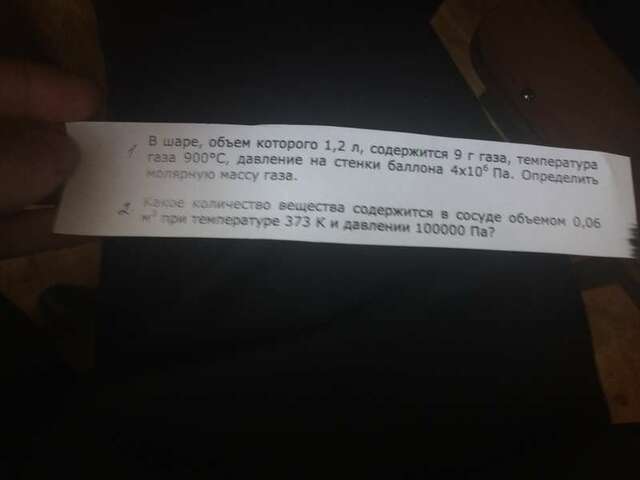 1 В шаре, объем которого 1,2 л, содержится 9 г газа, температура
газа 900°С, давление на стенки баллона 4х10⁶ Па. Определить
молярную массу газа.
2 Какое количество вещества содержится в сосуде объемом 0,06
м³ при температуре 373 К и давлении 100000 Па?